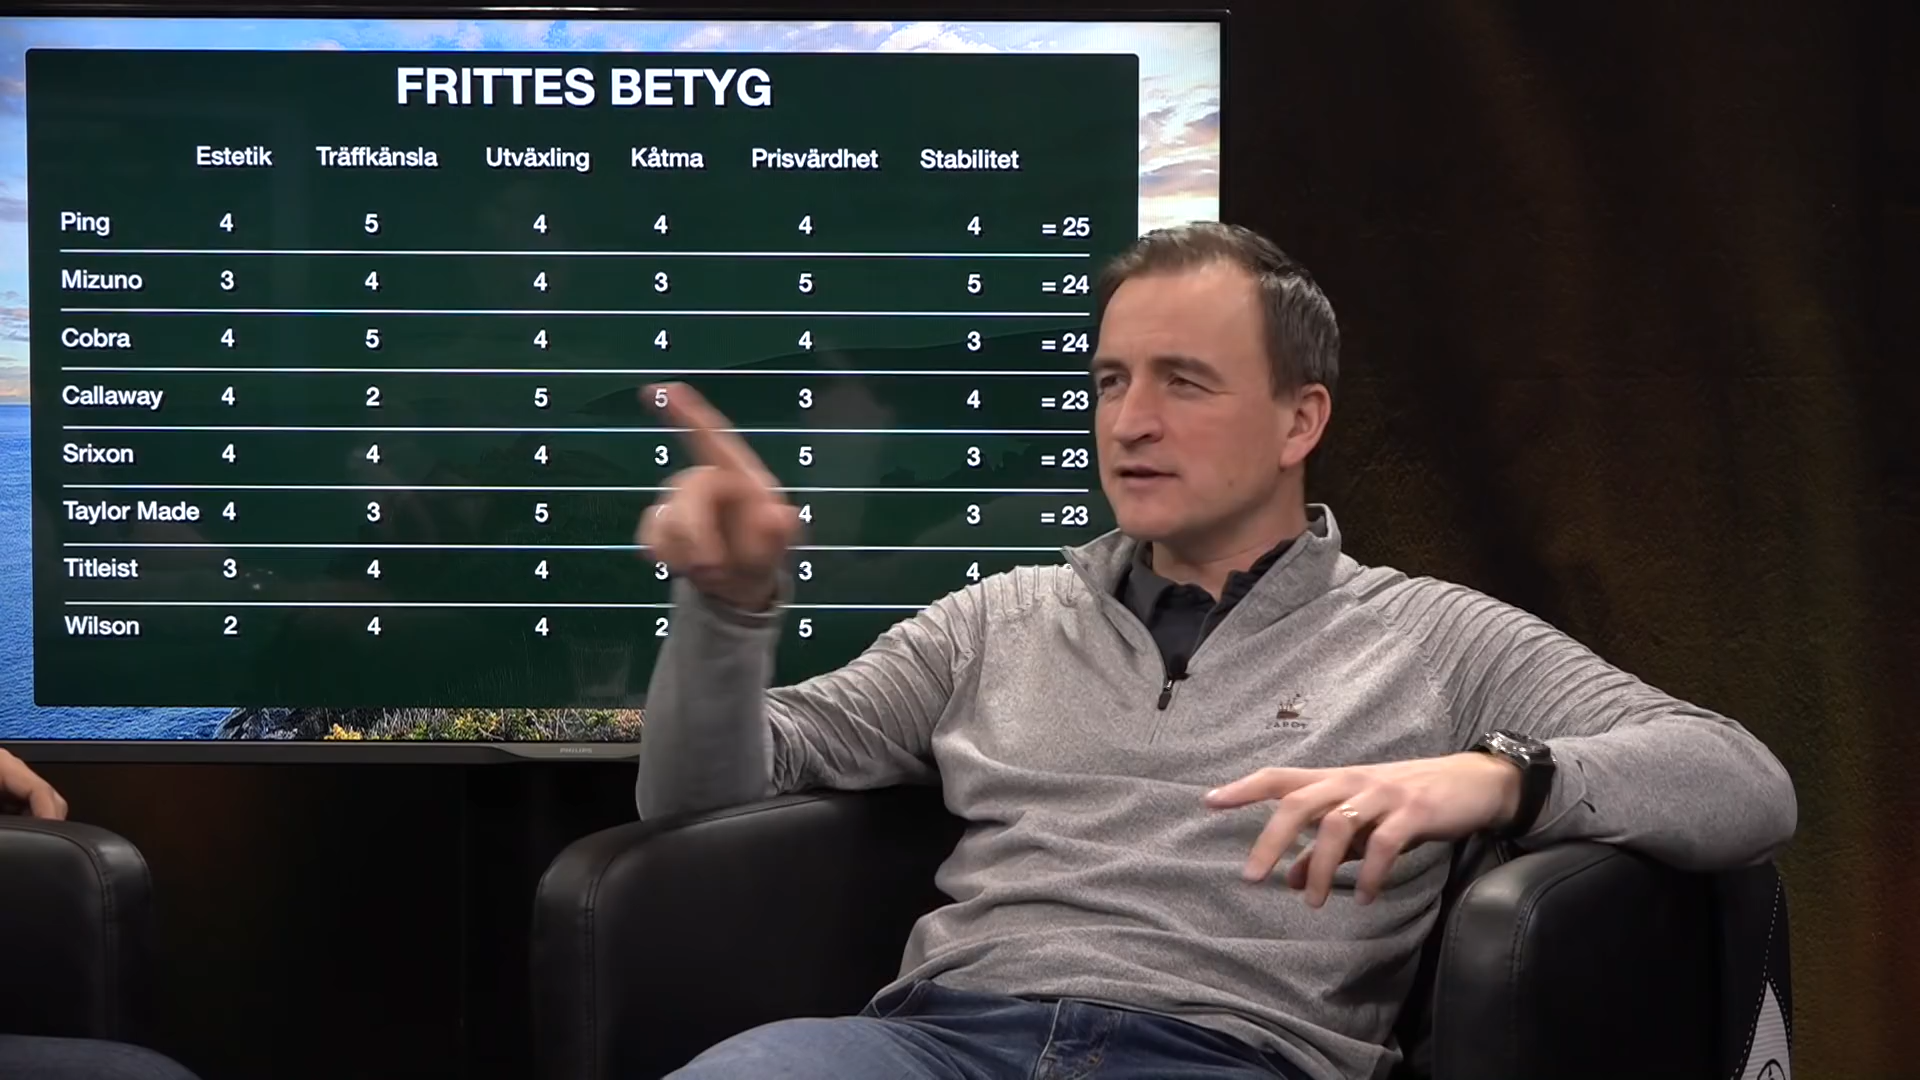 FRITTES BETYG
Estetik Träffkänsla Utväxling Kåtma Prisvärdhet Stabilitet
Ping 4 5 4 4 4 4 = 25
Mizuno 3 4 4 3 5 5 = 24
Cobra 4 5 4 4 4 3 = 24
Callaway 4 2 5 5 3 4 = 23
Srixon 4 4 4 3 5 3 = 23
Taylor Made 4 3 5 4 3 = 23
Titleist 3 4 4 3 3 4
Wilson 2 4 4 2 5
PHILIPS